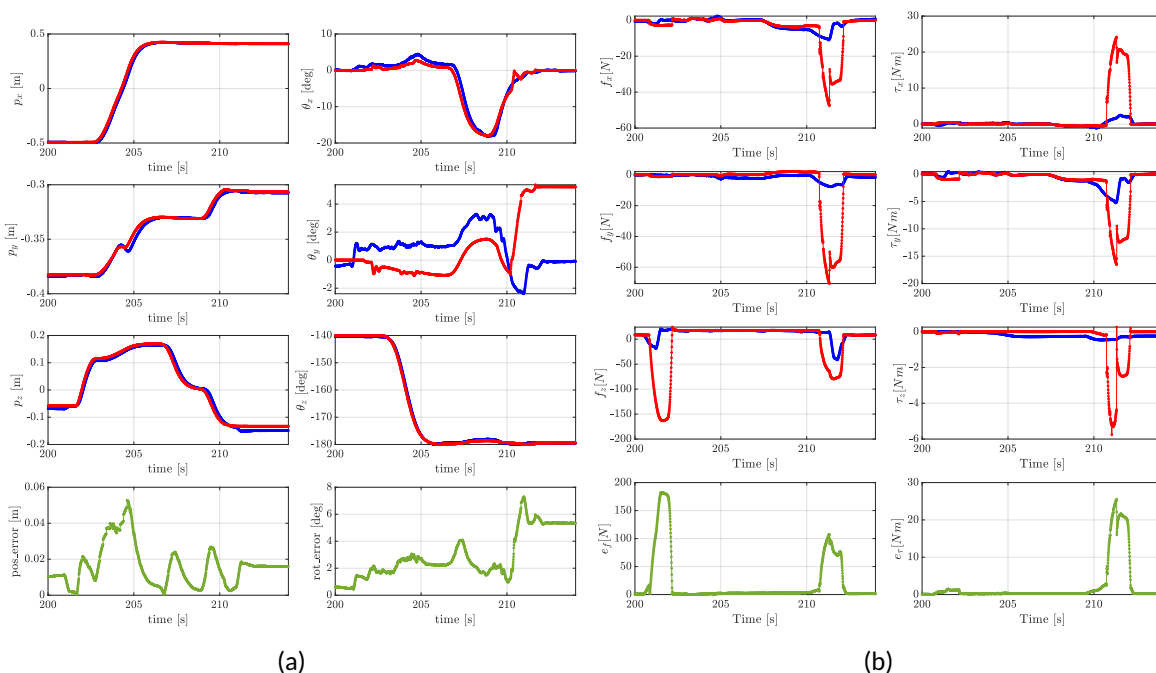 p_x [m]
0.5
0
-0.5
200 205 210
time [s]
θ_x [deg]
10
0
-10
-20
200 205 210
time [s]
p_y [m]
-0.3
-0.35
-0.4
200 205 210
time [s]
θ_y [deg]
4
2
0
-2
200 205 210
time [s]
p_z [m]
0.2
0.1
0
-0.1
-0.2
200 205 210
time [s]
θ_z [deg]
-140
-150
-160
-170
-180
200 205 210
time [s]
pos_error [m]
0.06
0.04
0.02
0
200 205 210
time [s]
rot_error [deg]
8
6
4
2
0
200 205 210
time [s]
(a)
f_x [N]
0
-20
-40
-60
200 205 210
Time [s]
τ_x[Nm]
30
20
10
0
200 205 210
Time [s]
f_y[N]
0
-20
-40
-60
200 205 210
Time [s]
τ_y[Nm]
0
-5
-10
-15
-20
200 205 210
Time [s]
f_z[N]
0
-50
-100
-150
-200
200 205 210
Time [s]
τ_z[Nm]
0
-2
-4
-6
200 205 210
Time [s]
e_f[N]
200
150
100
50
0
200 205 210
Time [s]
e_τ[Nm]
30
20
10
0
200 205 210
Time [s]
(b)